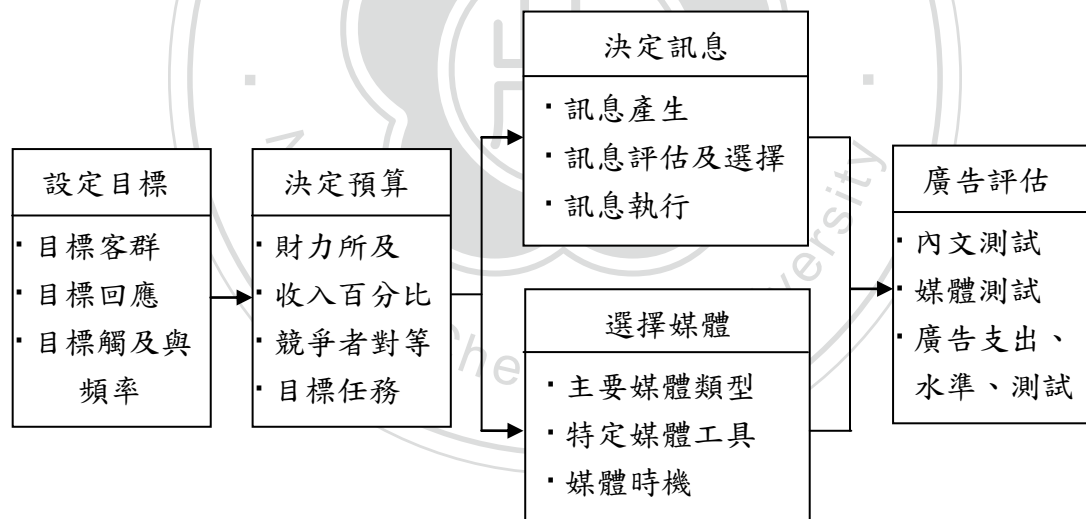 設定目標
・目標客群
・目標回應
・目標觸及與
頻率
決定預算
・財力所及
・收入百分比
・競爭者對等
・目標任務
決定訊息
・訊息產生
・訊息評估及選擇
・訊息執行
選擇媒體
・主要媒體類型
・特定媒體工具
・媒體時機
廣告評估
・內文測試
・媒體測試
・廣告支出、
水準、測試